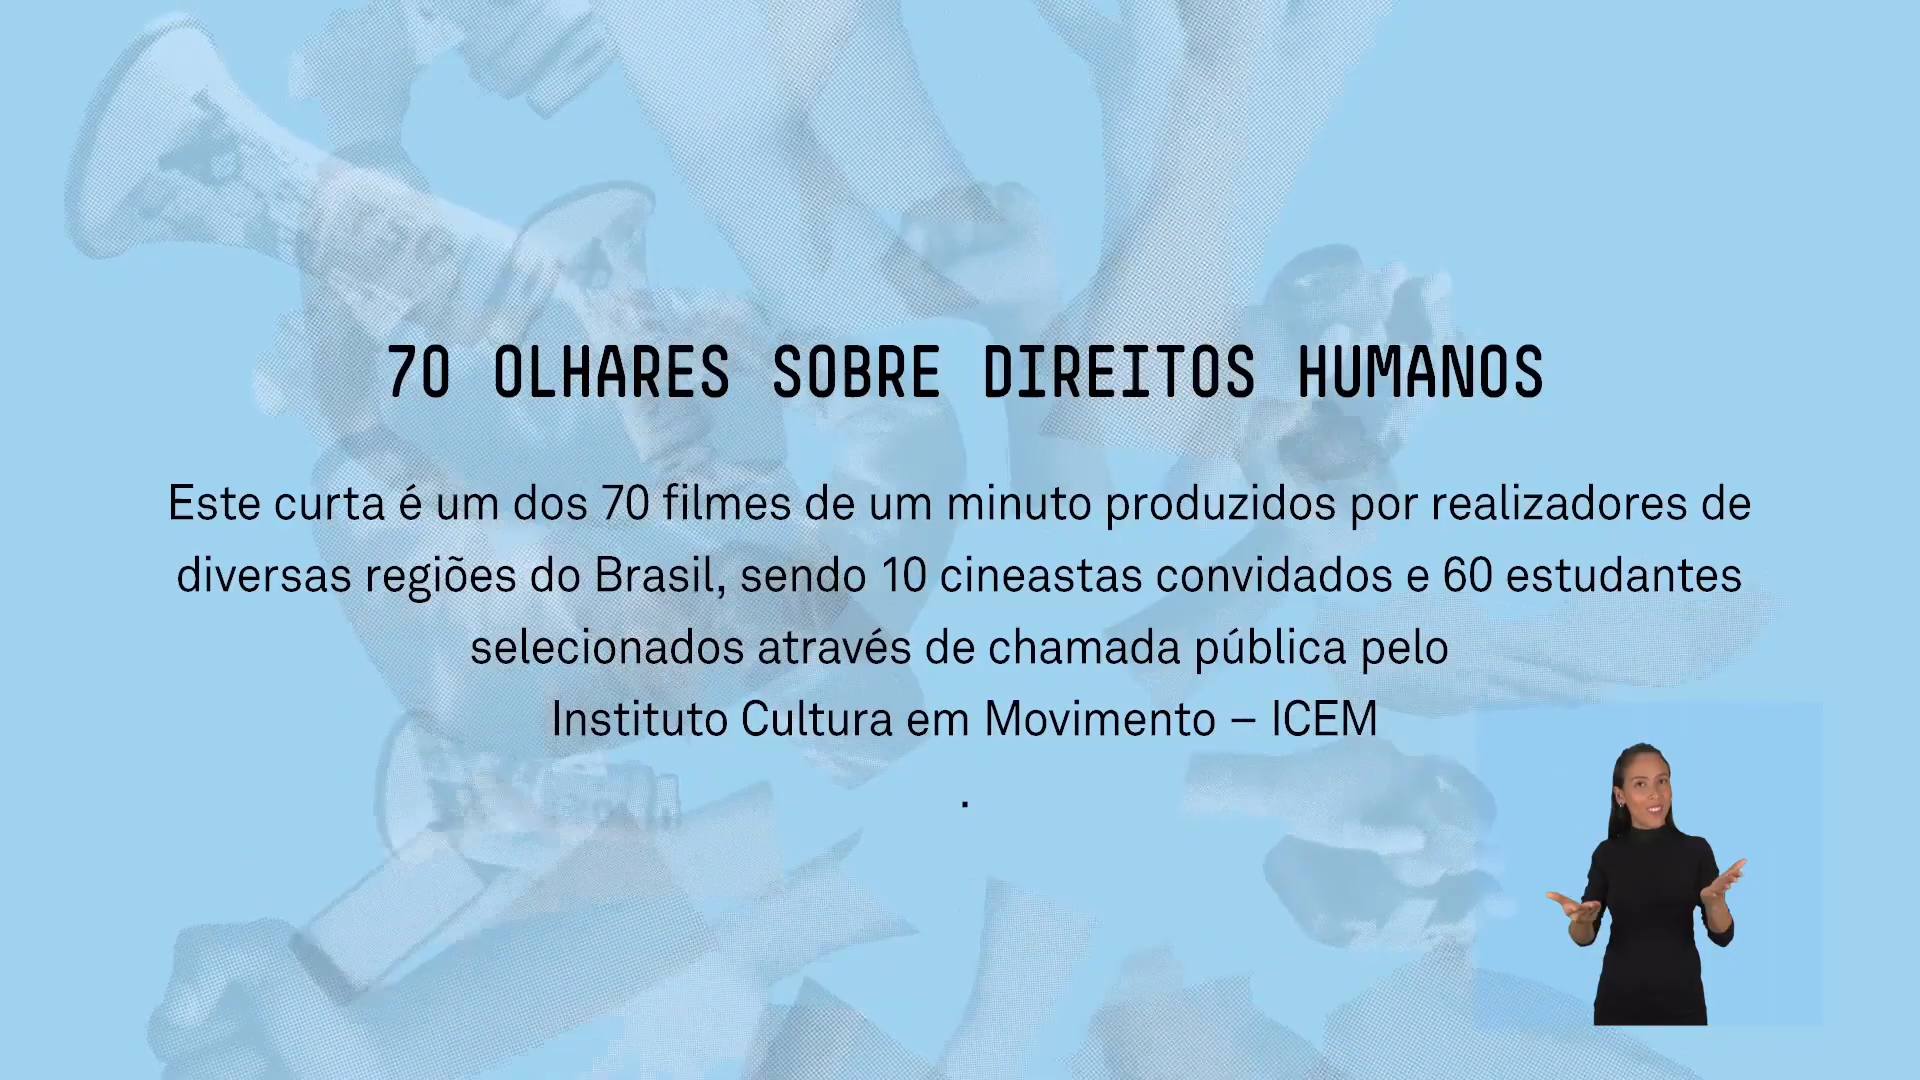 70 OLHARES SOBRE DIREITOS HUMANOS
Este curta é um dos 70 filmes de um minuto produzidos por realizadores de
diversas regiões do Brasil, sendo 10 cineastas convidados e 60 estudantes
selecionados através de chamada pública pelo
Instituto Cultura em Movimento – ICEM
.